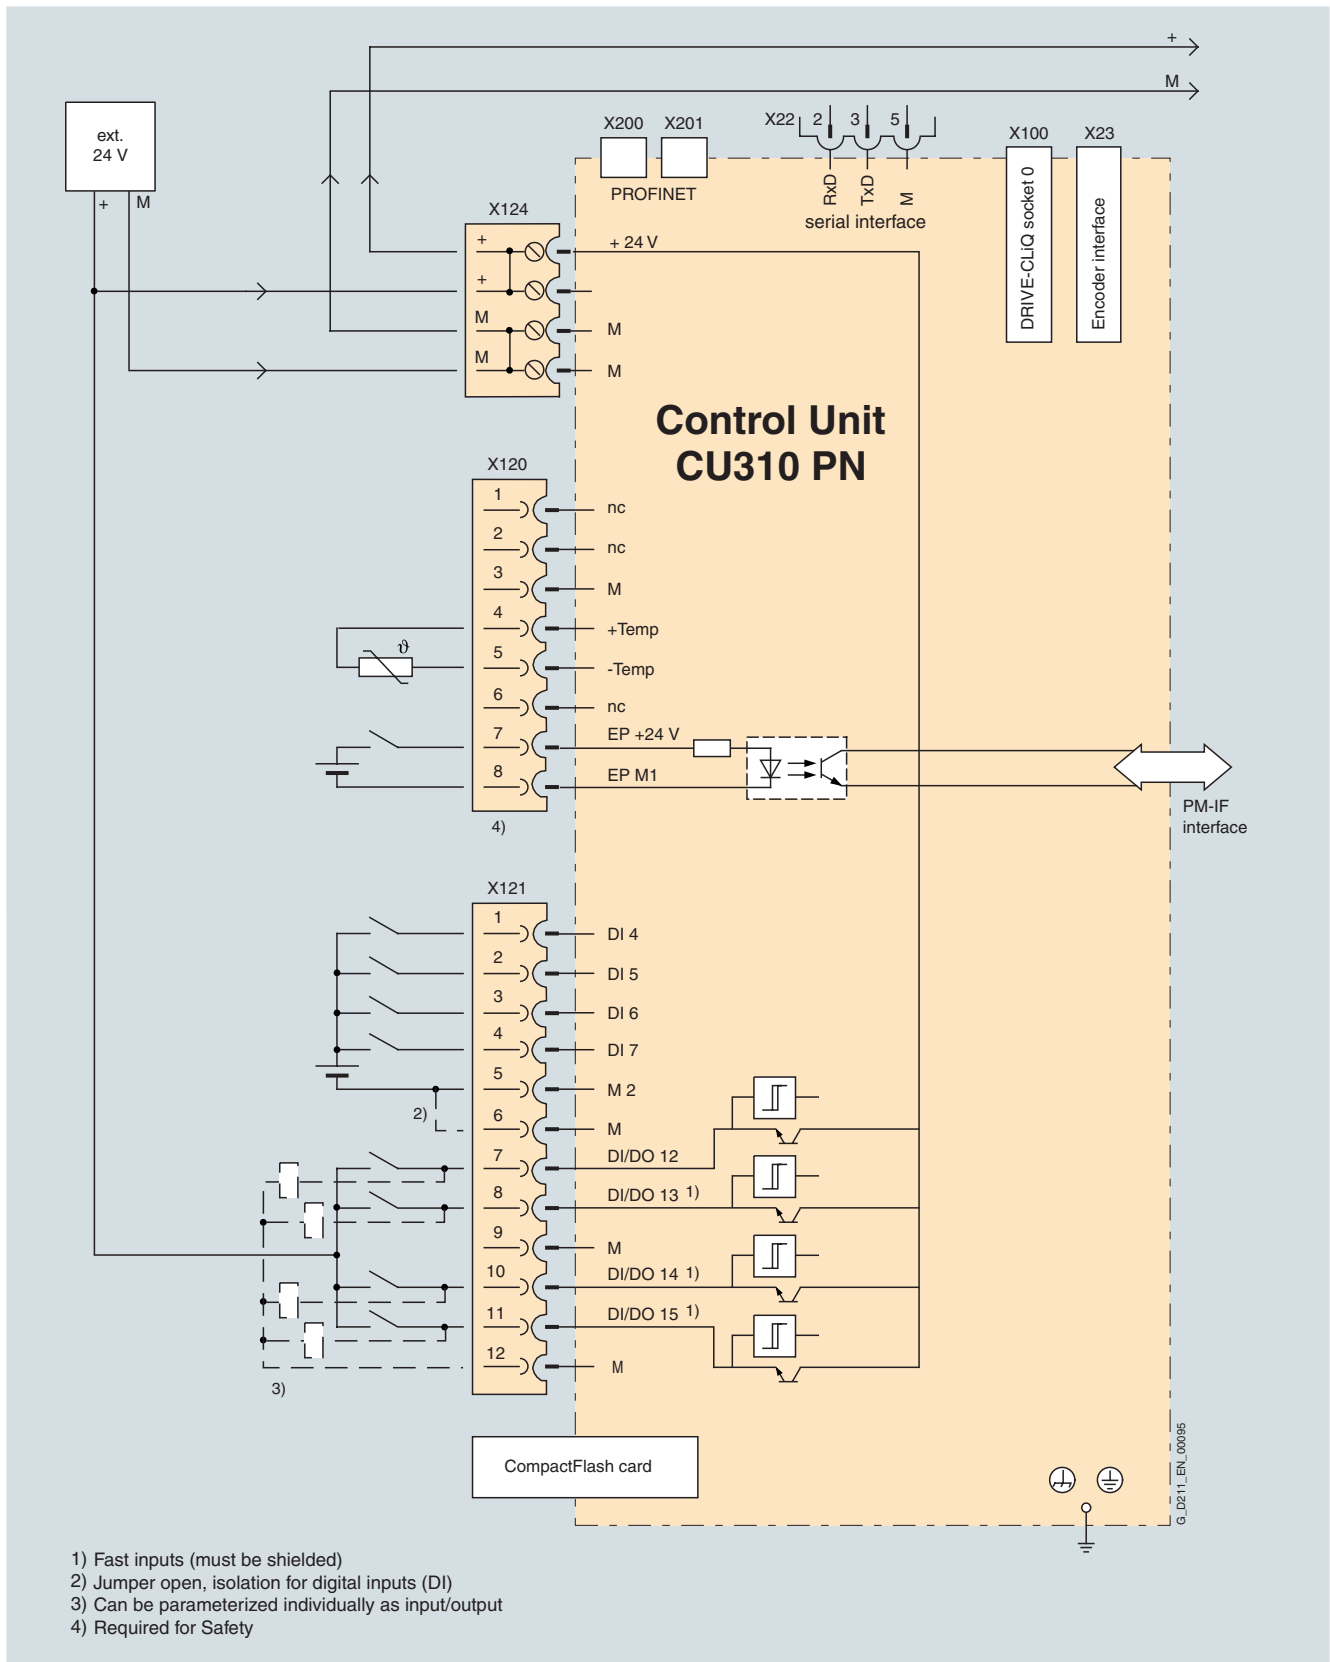 +
M
ext.
24 V
+ M
X200 X201
PROFINET
X22 2 3 5
RxD
TxD
M
serial interface
X100 X23
DRIVE-CLiQ socket 0
Encoder interface
X124
+ + 24 V
+
M M
M M
Control Unit
CU310 PN
X120
1 nc
2 nc
3 M
4 +Temp
ϑ
5 -Temp
6 nc
7 EP +24 V
8 EP M1
4)
PM-IF
interface
X121
1 DI 4
2 DI 5
3 DI 6
4 DI 7
5 M 2
2)
6 M
7 DI/DO 12
8 DI/DO 13 1)
9 M
10 DI/DO 14 1)
11 DI/DO 15 1)
12 M
3)
CompactFlash card
G_D211_EN_00095
1) Fast inputs (must be shielded)
2) Jumper open, isolation for digital inputs (DI)
3) Can be parameterized individually as input/output
4) Required for Safety